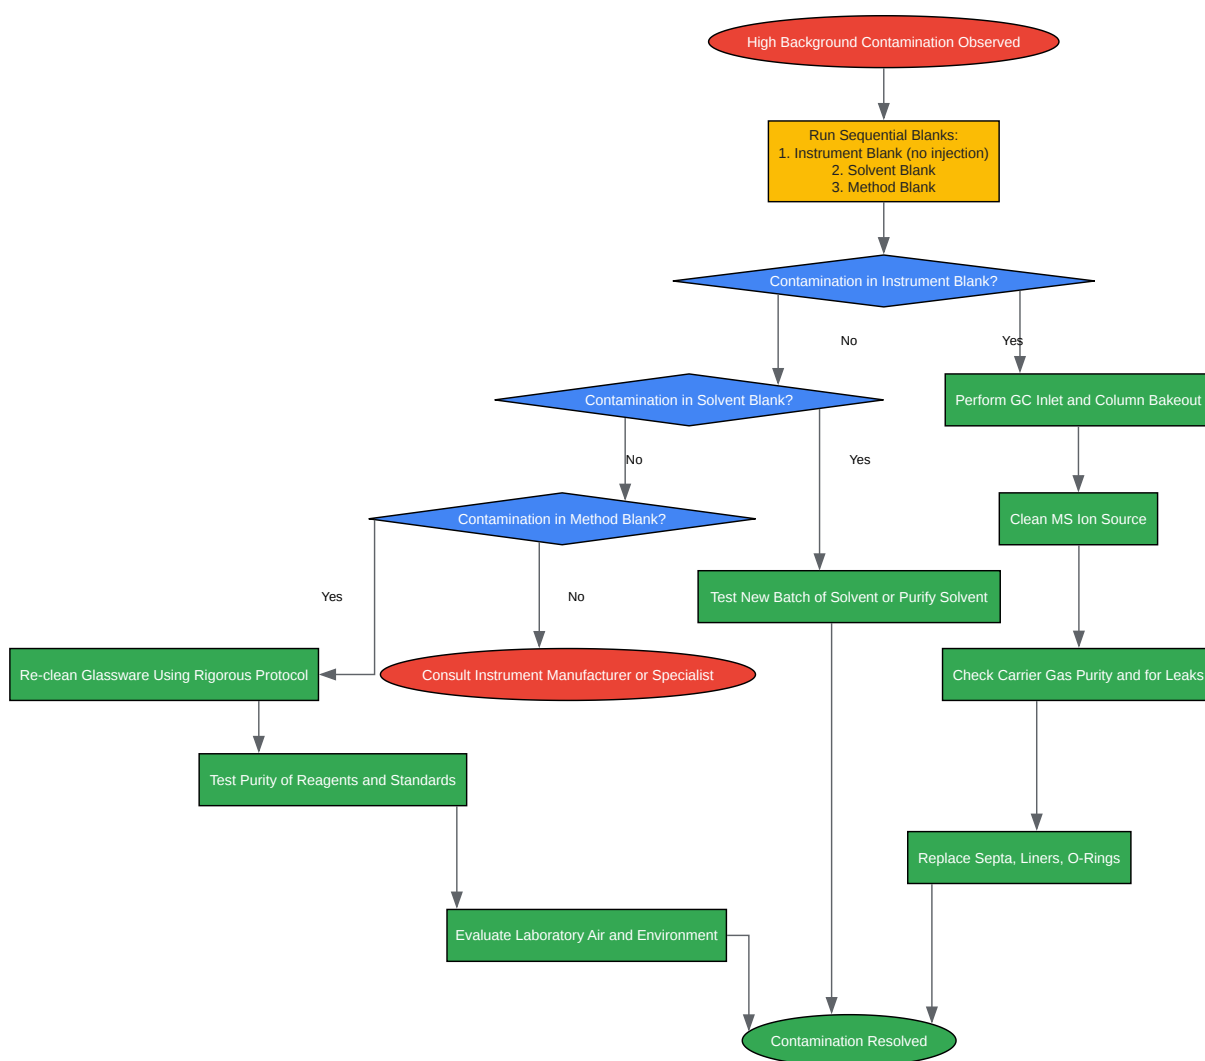 High Background Contamination Observed
Run Sequential Blanks:
1. Instrument Blank (no injection)
2. Solvent Blank
3. Method Blank
Contamination in Instrument Blank?
No
Yes
Contamination in Solvent Blank?
Perform GC Inlet and Column Bakeout
No
Yes
Contamination in Method Blank?
Clean MS Ion Source
Yes
No
Test New Batch of Solvent or Purify Solvent
Re-clean Glassware Using Rigorous Protocol
Consult Instrument Manufacturer or Specialist
Check Carrier Gas Purity and for Leaks
Test Purity of Reagents and Standards
Replace Septa, Liners, O-Rings
Evaluate Laboratory Air and Environment
Contamination Resolved